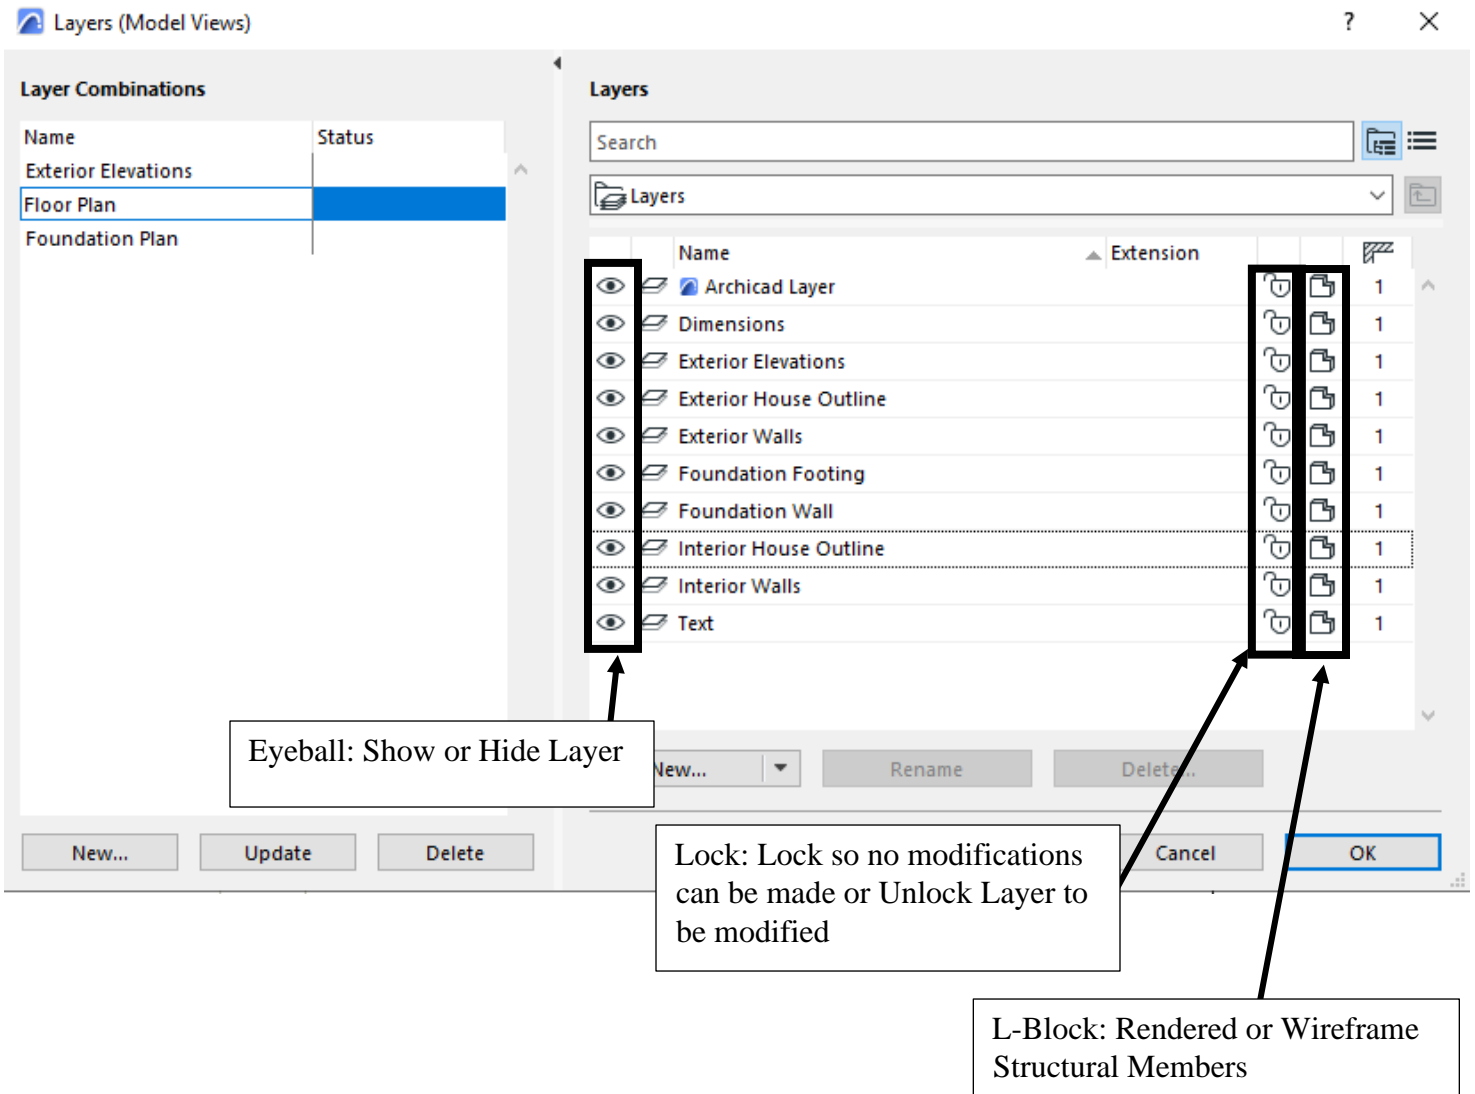 Layers (Model Views)
?
Layer Combinations
Name Status
Exterior Elevations
Floor Plan
Foundation Plan
New... Update Delete
Layers
Search
Layers
Name Extension
Archicad Layer 1
Dimensions 1
Exterior Elevations 1
Exterior House Outline 1
Exterior Walls 1
Foundation Footing 1
Foundation Wall 1
Interior House Outline 1
Interior Walls 1
Text 1
New... Rename Delete...
Cancel OK
Eyeball: Show or Hide Layer
Lock: Lock so no modifications
can be made or Unlock Layer to
be modified
L-Block: Rendered or Wireframe
Structural Members